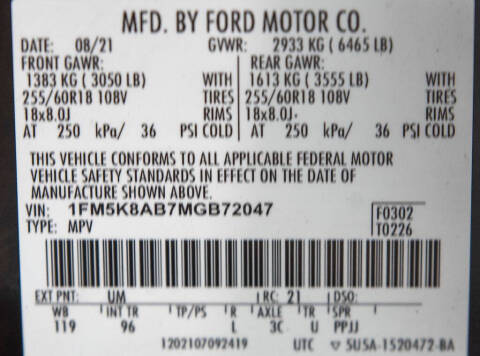 MFD. BY FORD MOTOR CO.
DATE: 08/21 GVWR: 2933 KG ( 6465 LB)
FRONT GAWR: REAR GAWR:
1383 KG ( 3050 LB) WITH 1613 KG ( 3555 LB) WITH
255/60R18 108V TIRES 255/60R18 108V TIRES
18x8.0J RIMS 18x8.0J RIMS
AT 250 kPa/ 36 PSI COLD AT 250 kPa/ 36 PSI COLD
THIS VEHICLE CONFORMS TO ALL APPLICABLE FEDERAL MOTOR
VEHICLE SAFETY STANDARDS IN EFFECT ON THE DATE OF
MANUFACTURE SHOWN ABOVE.
VIN: 1FM5K8AB7MGB72047 F0302
TYPE: MPV T0226
EXT PNT: UM RC: 21 DSO:
WB INT TR TP/PS R AXLE TR SPR
119 96 L 3C U PPJJ
1202107092419 UTC SU5A-1520472-BA